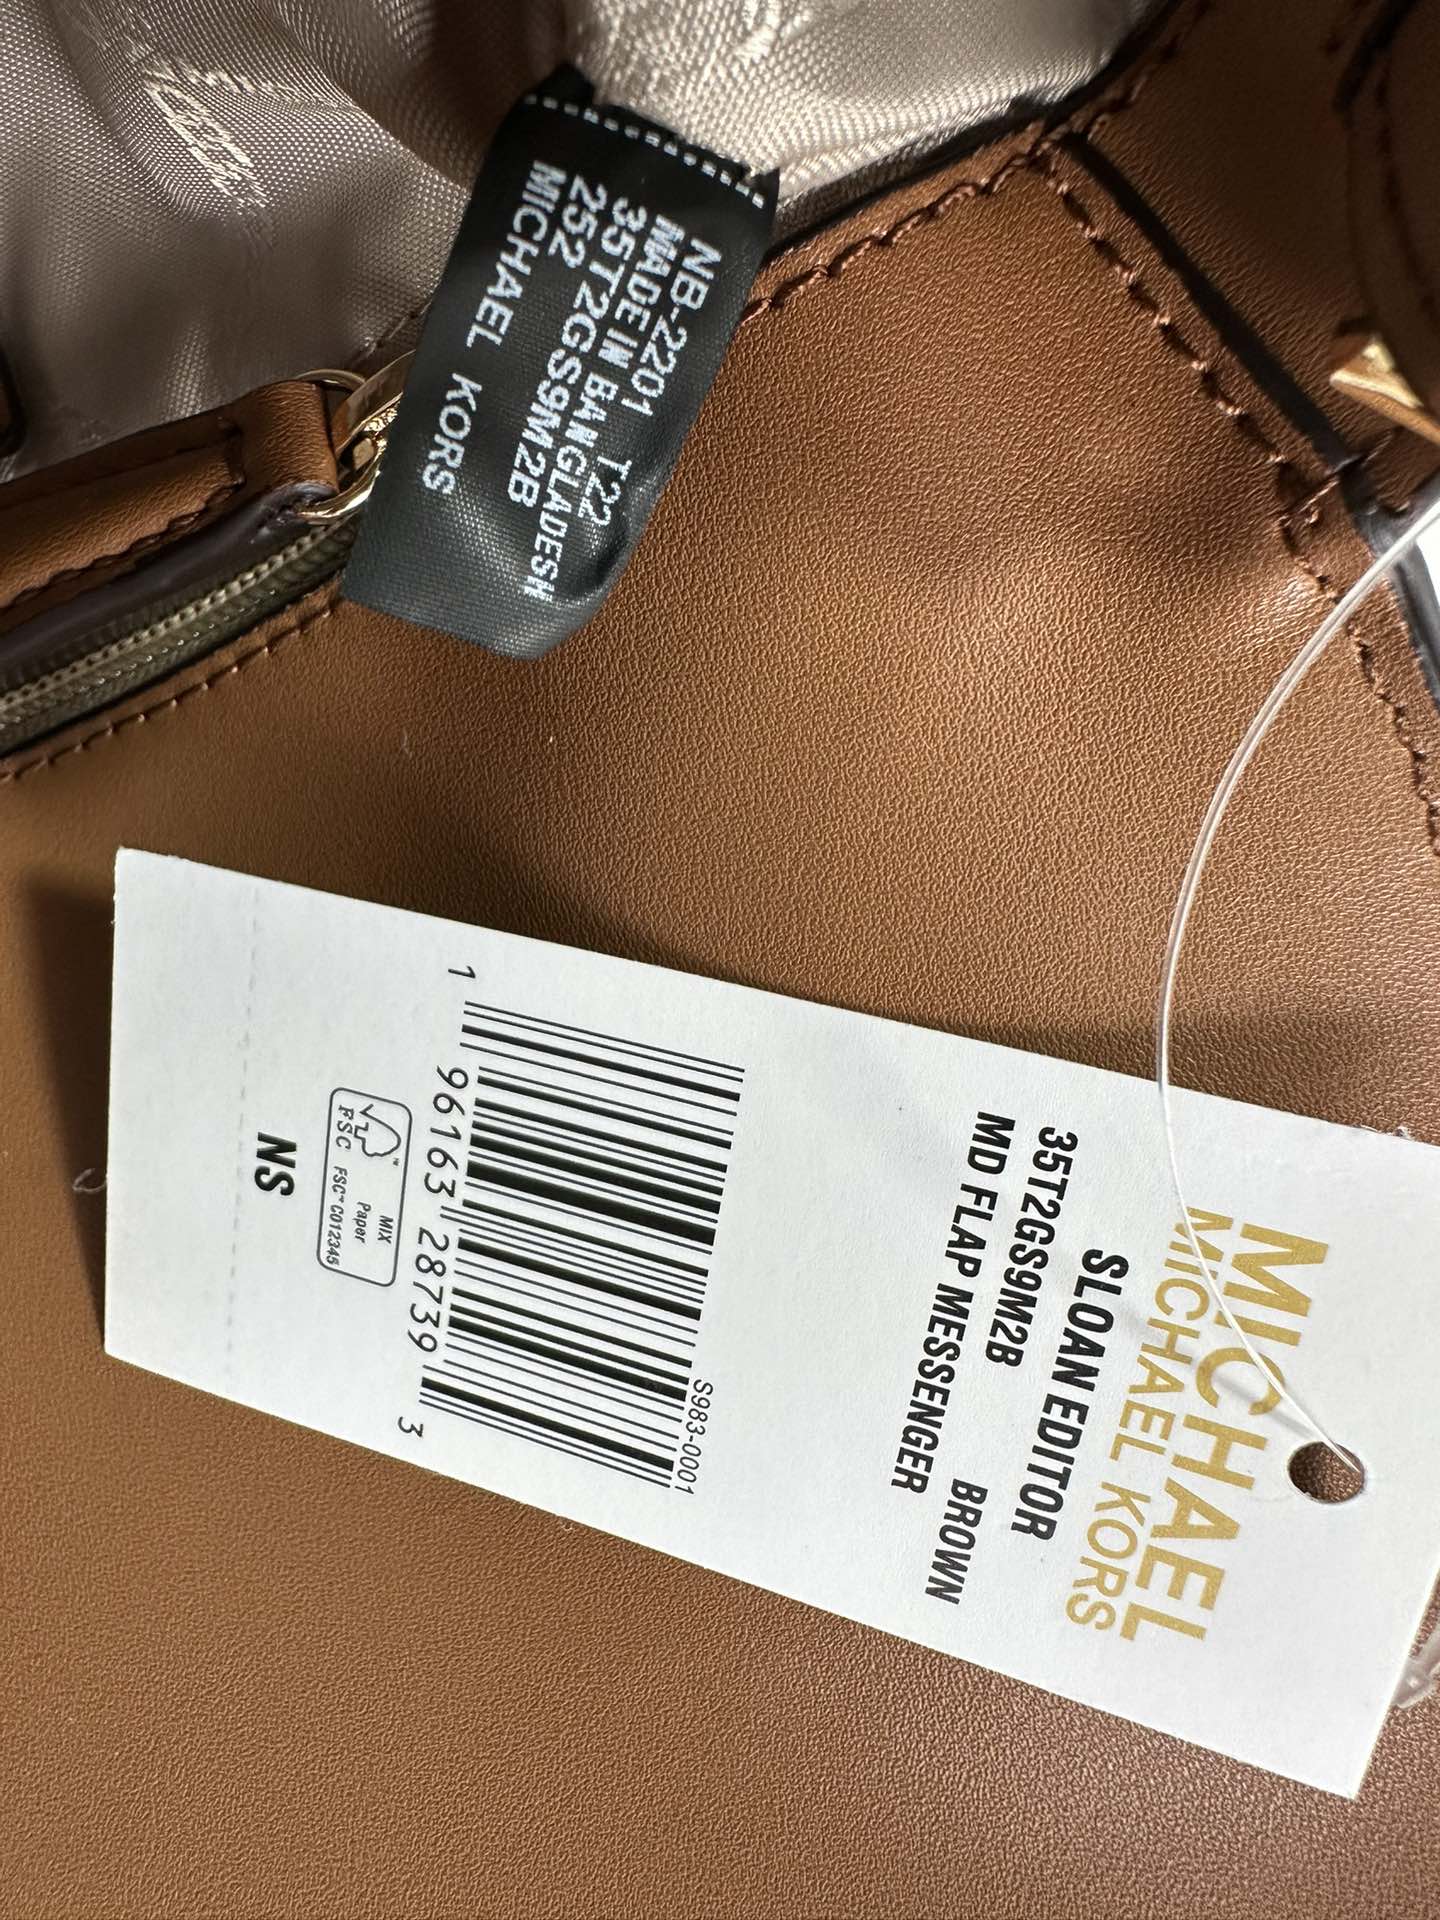 NB-2201 T22
MADE IN BANGLADESH
35T2GS9M2B
252
MICHAEL KORS
MICHAEL
MICHAEL KORS
SLOAN EDITOR
35T2GS9M2B BROWN
MD FLAP MESSENGER
S983-0001
1 96163 28739 3
FSC
MIX
Paper
FSC™ C012345
NS